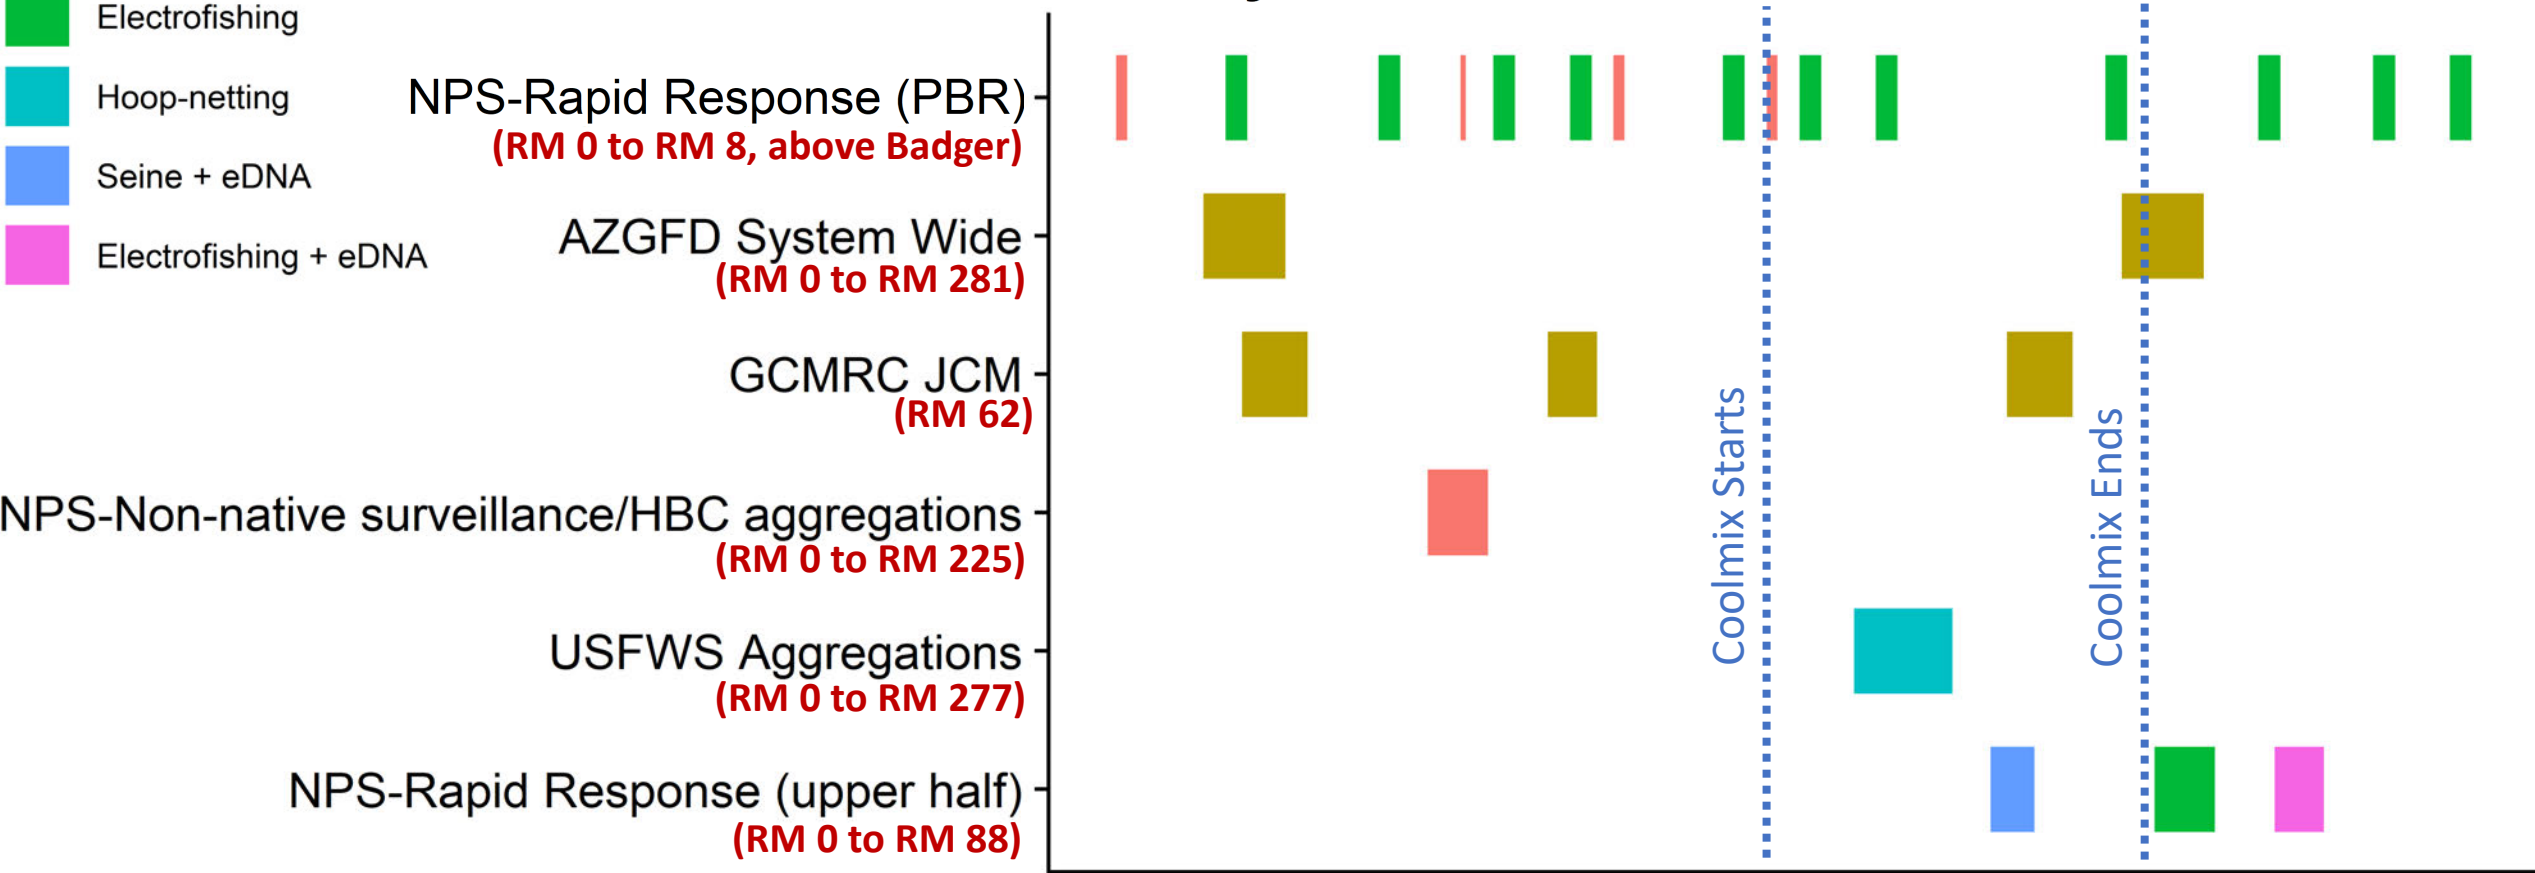 Electrofishing
Hoop-netting
Seine + eDNA
Electrofishing + eDNA
NPS-Rapid Response (PBR)
(RM 0 to RM 8, above Badger)
AZGFD System Wide
(RM 0 to RM 281)
GCMRC JCM
(RM 62)
NPS-Non-native surveillance/HBC aggregations
(RM 0 to RM 225)
USFWS Aggregations
(RM 0 to RM 277)
NPS-Rapid Response (upper half)
(RM 0 to RM 88)
Coolmix Starts
Coolmix Ends